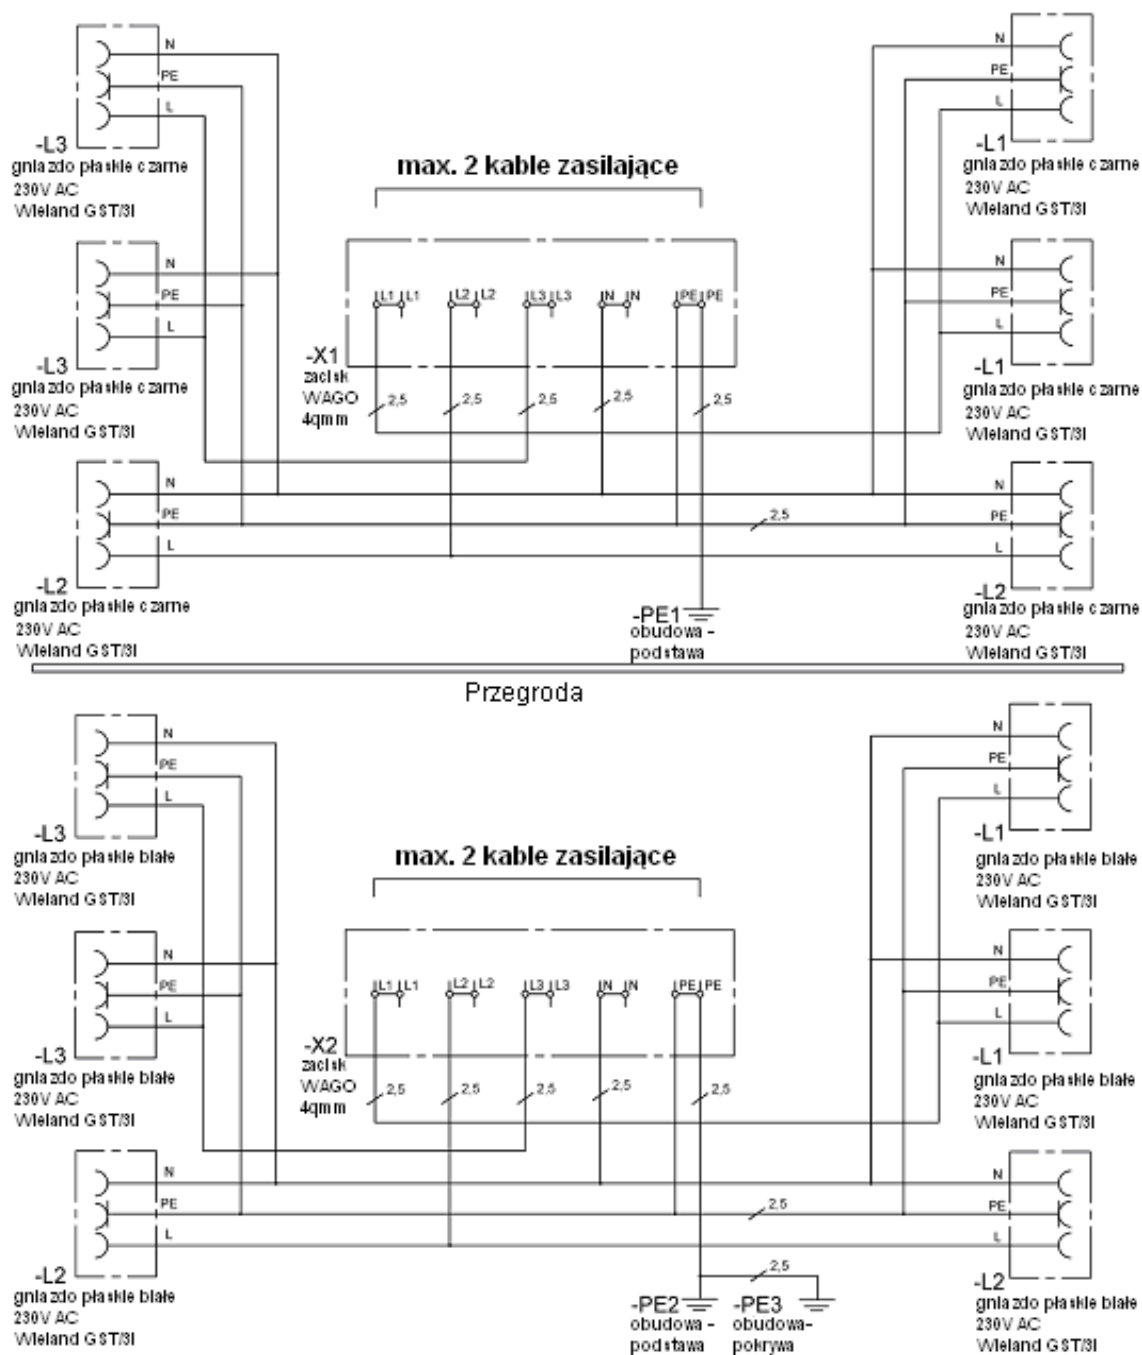 N
PE
L
-L3
gniazdo płaskie czarne
230V AC
Wieland GST/3I
N
PE
L
-L1
gniazdo płaskie czarne
230V AC
Wieland GST/3I
max. 2 kable zasilające
N
PE
L
-L3
gniazdo płaskie czarne
230V AC
Wieland GST/3I
L1 L1 L2 L2 L3 L3 N N PE PE
-X1
zacisk
WAGO
4qmm
2,5 2,5 2,5 2,5 2,5
N
PE
L
-L1
gniazdo płaskie czarne
230V AC
Wieland GST/3I
N
PE
L
-L2
gniazdo płaskie czarne
230V AC
Wieland GST/3I
2,5
-PE1
obudowa -
podstawa
N
PE
L
-L2
gniazdo płaskie czarne
230V AC
Wieland GST/3I
Przegroda
N
PE
L
-L3
gniazdo płaskie białe
230V AC
Wieland GST/3I
N
PE
L
-L1
gniazdo płaskie białe
230V AC
Wieland GST/3I
max. 2 kable zasilające
N
PE
L
-L3
gniazdo płaskie białe
230V AC
Wieland GST/3I
L1 L1 L2 L2 L3 L3 N N PE PE
-X2
zacisk
WAGO
4qmm
2,5 2,5 2,5 2,5 2,5
N
PE
L
-L1
gniazdo płaskie białe
230V AC
Wieland GST/3I
N
PE
L
-L2
gniazdo płaskie białe
230V AC
Wieland GST/3I
2,5
2,5
-PE2
obudowa -
podstawa
-PE3
obudowa-
pokrywa
N
PE
L
-L2
gniazdo płaskie białe
230V AC
Wieland GST/3I